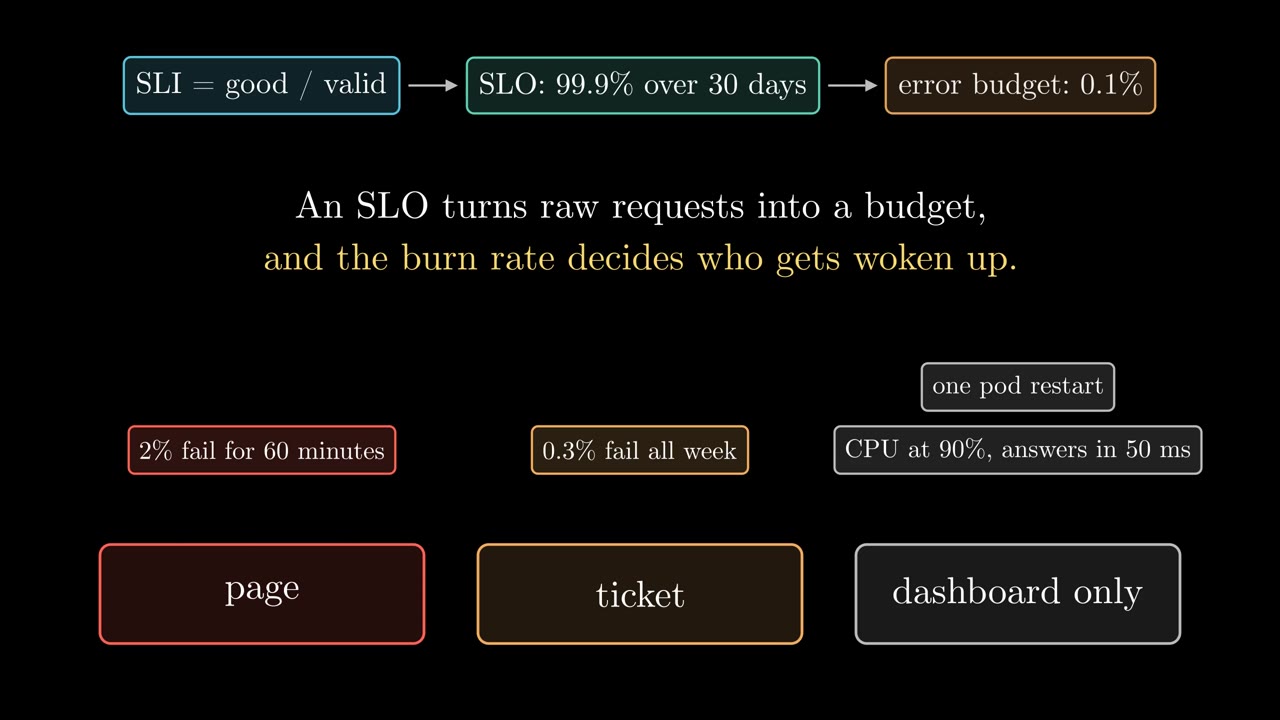 SLI = good / valid
SLO: 99.9% over 30 days
error budget: 0.1%
An SLO turns raw requests into a budget,
and the burn rate decides who gets woken up.
one pod restart
2% fail for 60 minutes
0.3% fail all week
CPU at 90%, answers in 50 ms
page
ticket
dashboard only